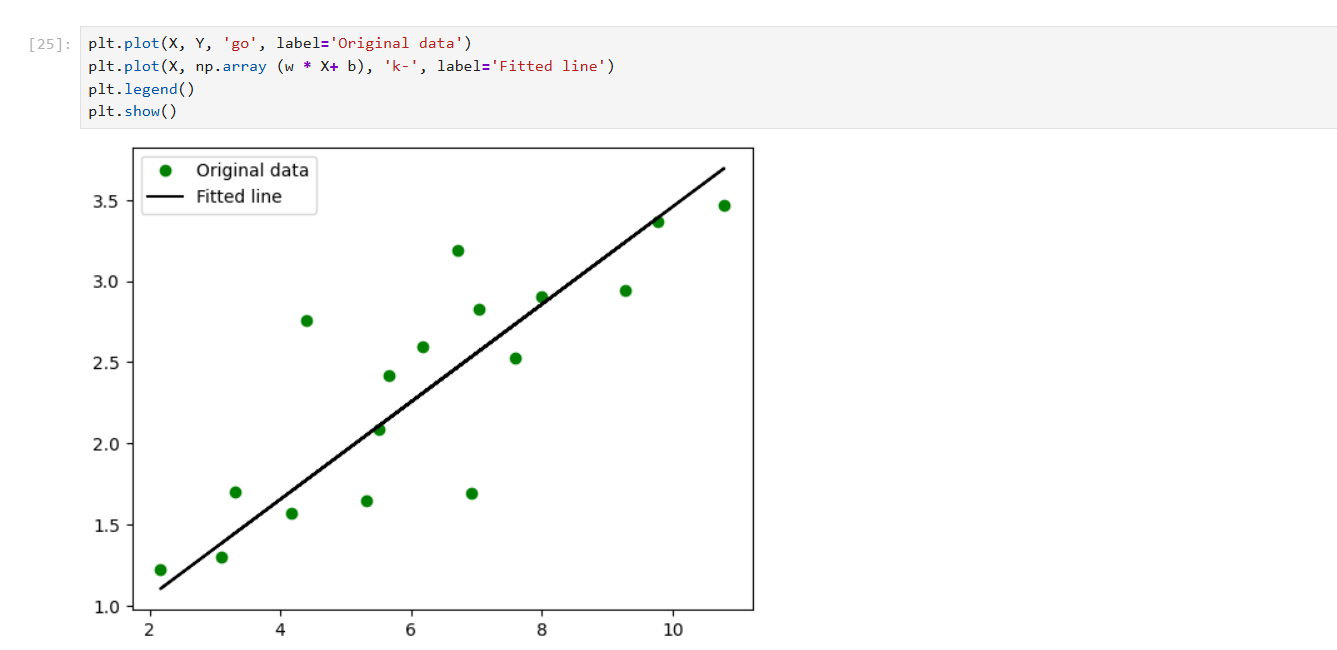 [25]: plt.plot(X, Y, 'go', label='Original data')
plt.plot(X, np.array (w * X+ b), 'k-', label='Fitted line')
plt.legend()
plt.show()
Original data
Fitted line
3.5
3.0
2.5
2.0
1.5
1.0
2 4 6 8 10